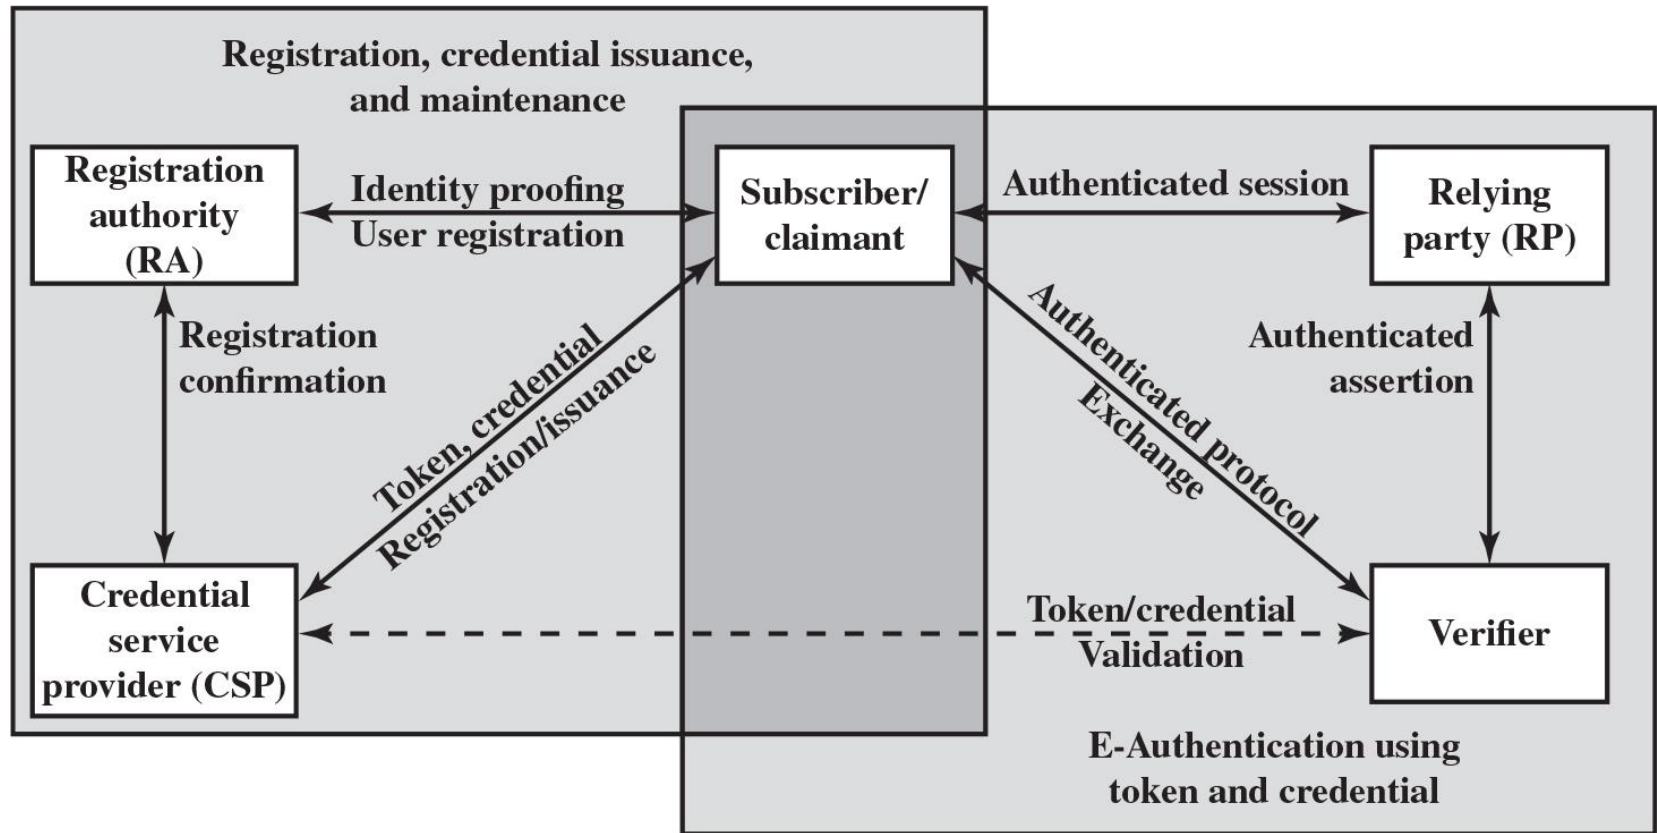 Registration, credential issuance,
and maintenance
Registration
authority
(RA)
Identity proofing
User registration
Subscriber/
claimant
Authenticated session
Relying
party (RP)
Registration
confirmation
Token, credential
Registration/issuance
Authenticated protocol
Exchange
Authenticated
assertion
Credential
service
provider (CSP)
Token/credential
Validation
Verifier
E-Authentication using
token and credential